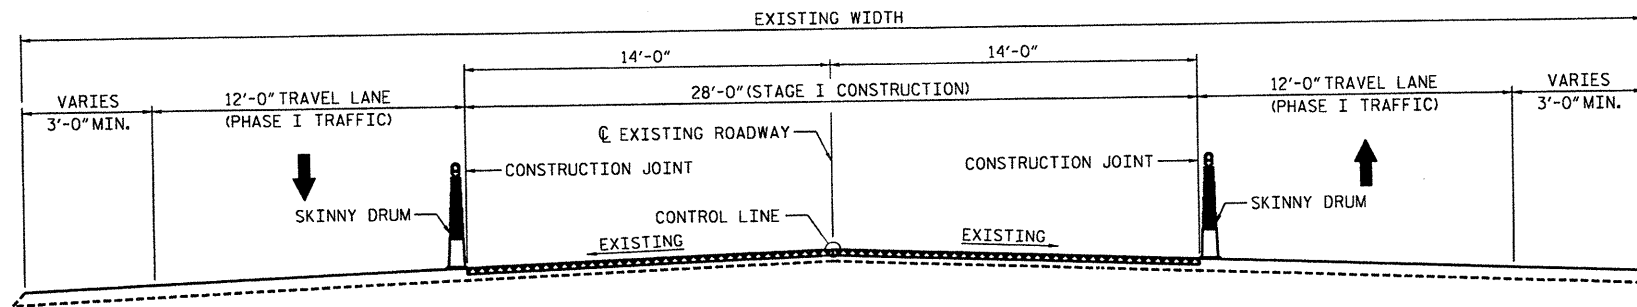 EXISTING WIDTH
14'-0" 14'-0"
VARIES
3'-0" MIN.
12'-0" TRAVEL LANE
(PHASE I TRAFFIC)
28'-0" (STAGE I CONSTRUCTION)
12'-0" TRAVEL LANE
(PHASE I TRAFFIC)
VARIES
3'-0" MIN.
℄ EXISTING ROADWAY
CONSTRUCTION JOINT
CONSTRUCTION JOINT
SKINNY DRUM
CONTROL LINE
SKINNY DRUM
EXISTING
EXISTING